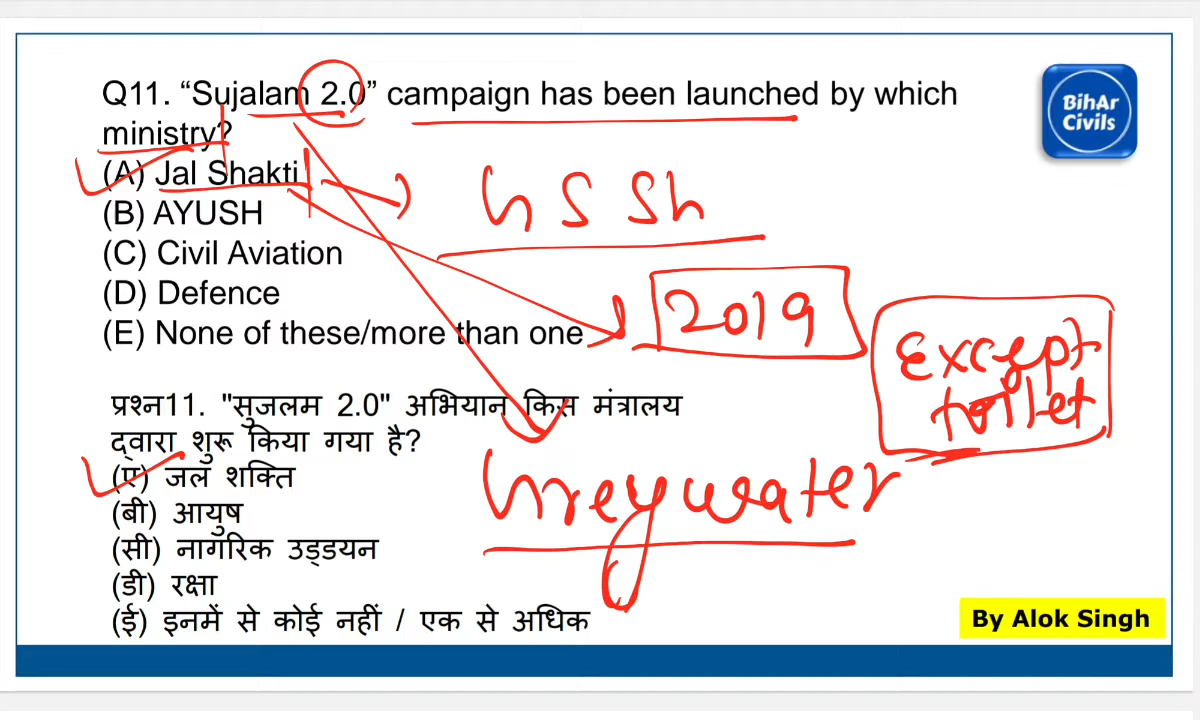 Q11. “Sujalam 2.0” campaign has been launched by which
ministry?
(A) Jal Shakti
(B) AYUSH
(C) Civil Aviation
(D) Defence
(E) None of these/more than one
प्रश्न11. "सुजलम 2.0" अभियान किस मंत्रालय
द्वारा शुरू किया गया है?
(ए) जल शक्ति
(बी) आयुष
(सी) नागरिक उड्डयन
(डी) रक्षा
(ई) इनमें से कोई नहीं / एक से अधिक
BihAr
Civils
2019
Except
toilet
Greywater
By Alok Singh